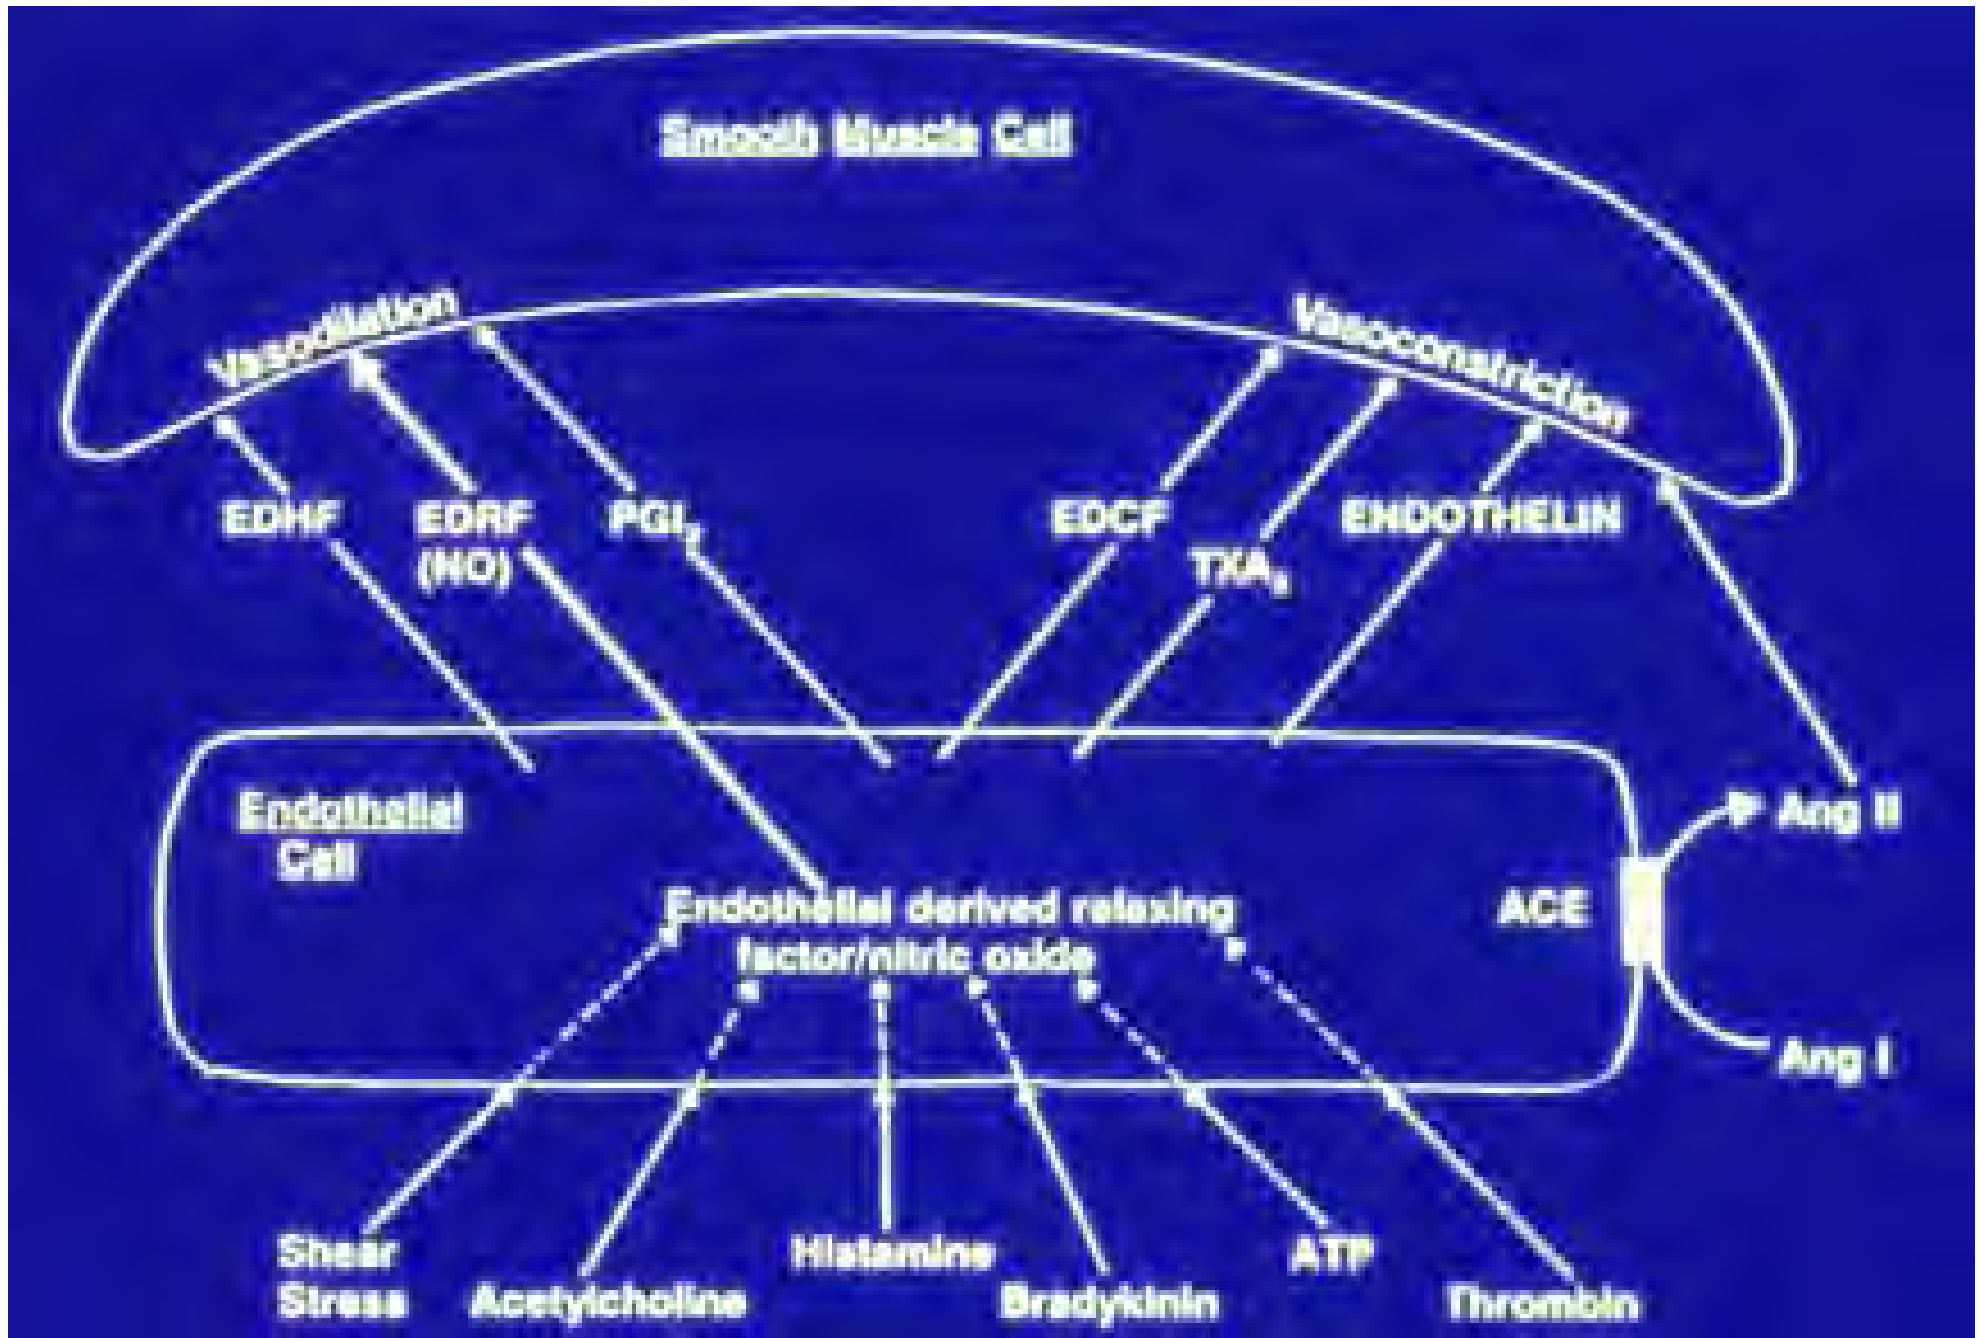 Smooth Muscle Cell
Vasodilation
Vasoconstriction
EDHF
EDRF
(NO)
PGI₂
EDCF
TXA₂
ENDOTHELIN
Endothelial
Cell
Endothelial derived relaxing
factor/nitric oxide
ACE
Ang II
Ang I
Shear
Stress
Acetylcholine
Histamine
Bradykinin
ATP
Thrombin